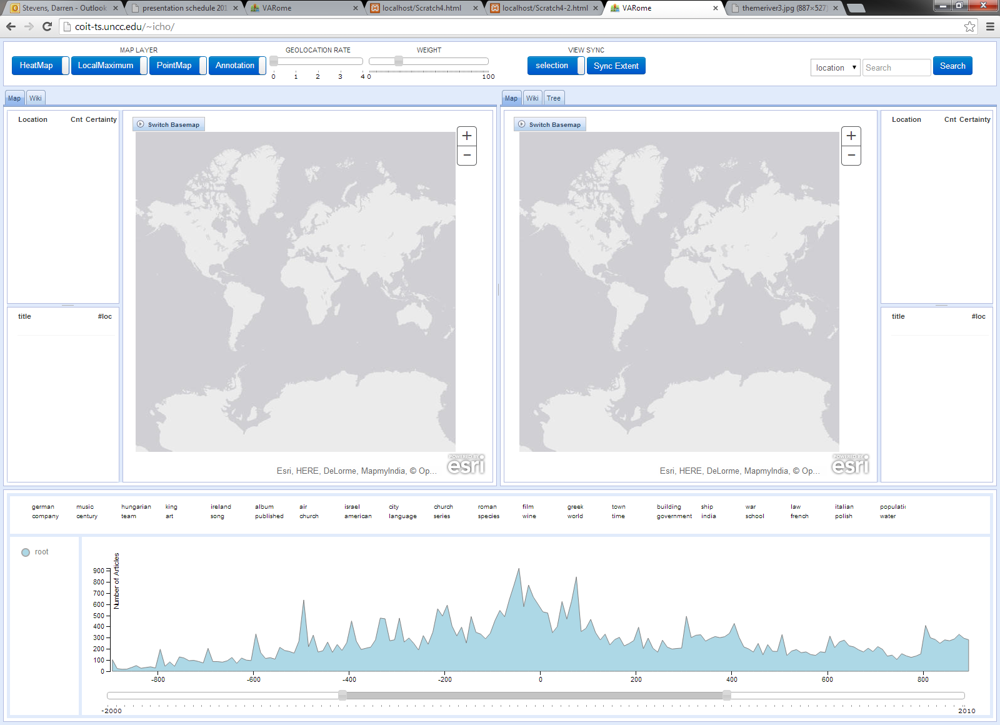 Stevens, Darren - Outlook
presentation schedule 201
VARome
localhost/Scratch4.html
localhost/Scratch4-2.html
VARome
themeriver3.jpg (887×527)
coit-ts.uncc.edu/~icho/
MAP LAYER
GEOLOCATION RATE
WEIGHT
VIEW SYNC
HeatMap
LocalMaximum
PointMap
Annotation
selection
Sync Extent
location
Search
Search
0 1 2 3 4
0 100
Map Wiki
Map Wiki Tree
Location Cnt Certainty
Switch Basemap
+
−
Switch Basemap
+
−
Location Cnt Certainty
title #loc
title #loc
POWERED BY
esri
Esri, HERE, DeLorme, MapmyIndia, © Op...
POWERED BY
esri
Esri, HERE, DeLorme, MapmyIndia, © Op...
german music hungarian king ireland album air israel city church roman film greek town building ship war law italian populatio
company century team art song published church american language series species wine world time government india school french polish water
root
Number of Articles
900
800
700
600
500
400
300
200
100
0
-800 -600 -400 -200 0 200 400 600 800
-2000 2010